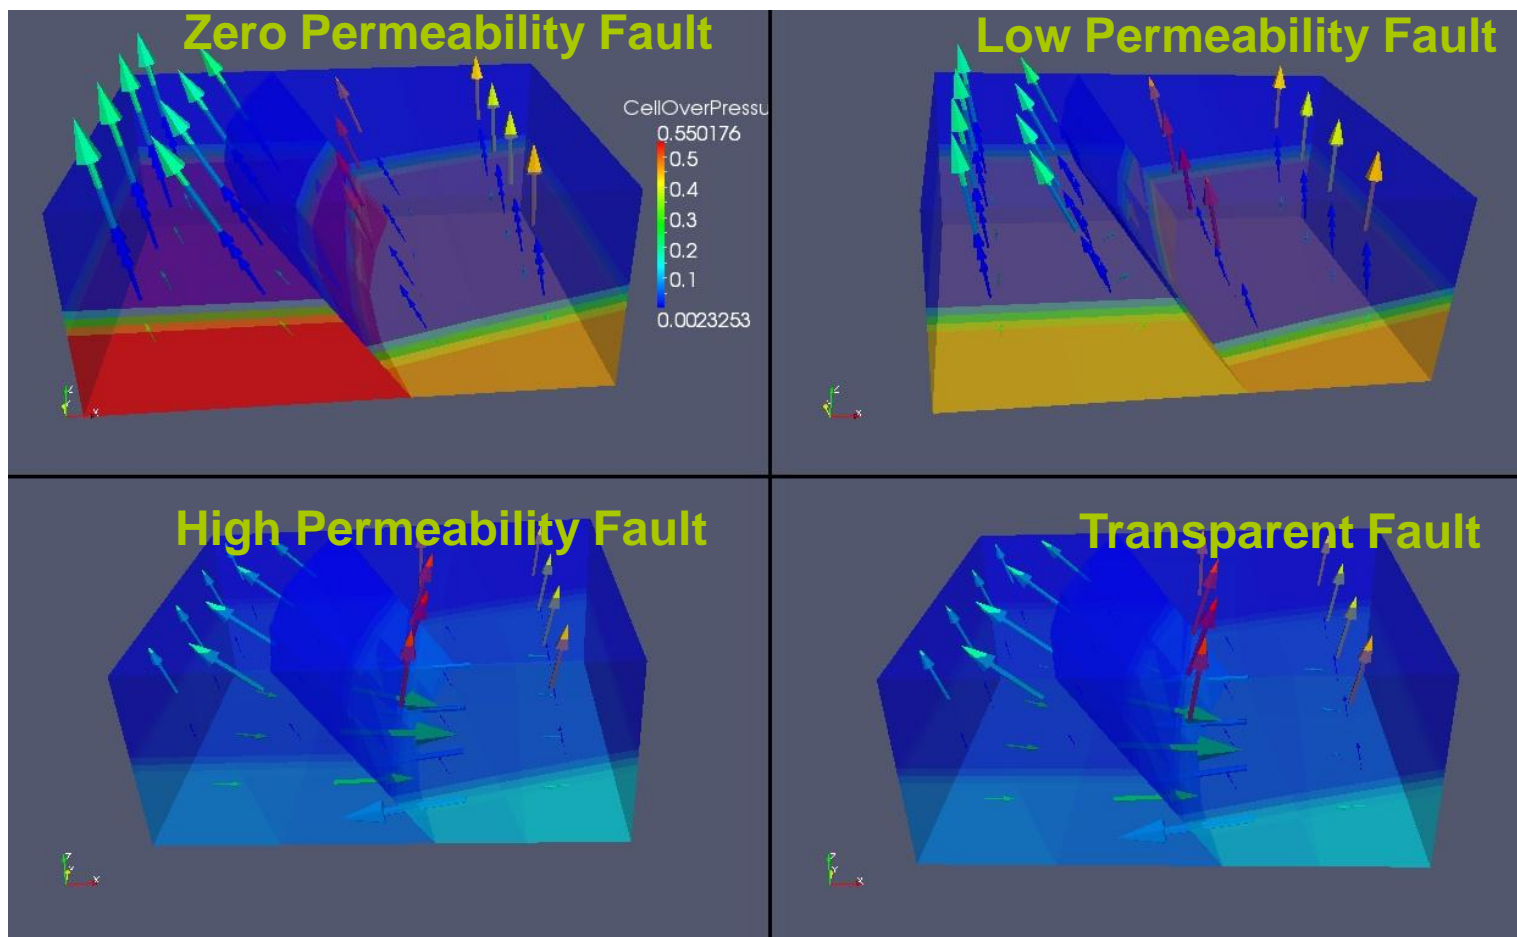 Zero Permeability Fault
Low Permeability Fault
CellOverPressu
0.550176
0.5
0.4
0.3
0.2
0.1
0.0023253
Z
X
Z
X
High Permeability Fault
Transparent Fault
Z
Y
X
Z
Y
X